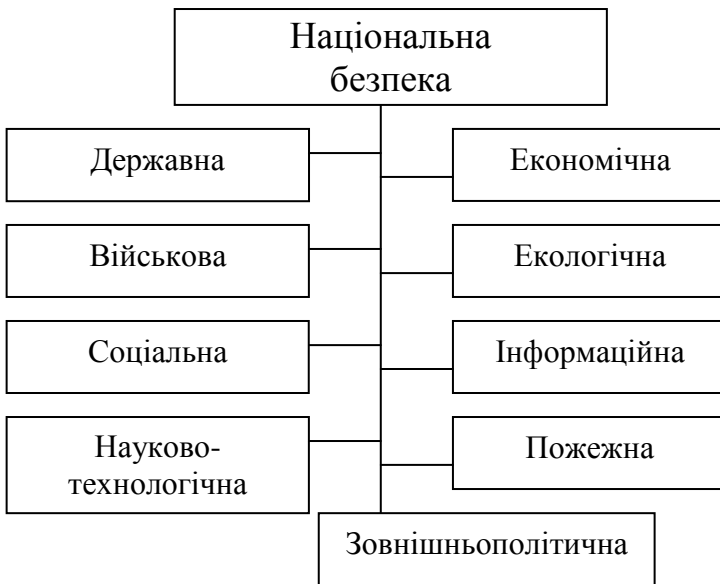 Національна
безпека
Державна
Економічна
Військова
Екологічна
Соціальна
Інформаційна
Науково-
технологічна
Пожежна
Зовнішньополітична